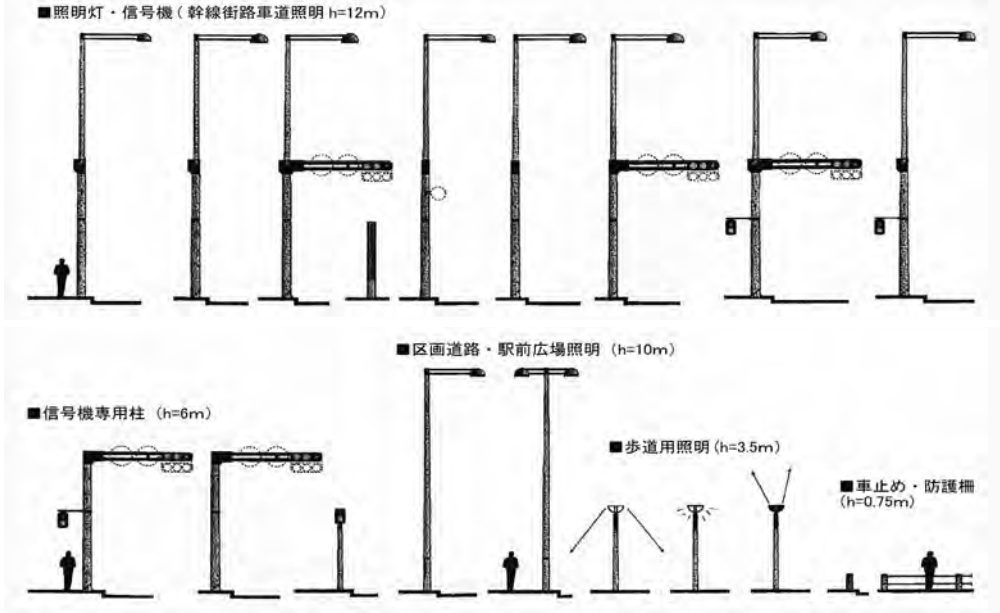 ■照明灯・信号機(幹線街路車道照明 h=12m)
■区画道路・駅前広場照明 (h=10m)
■信号機専用柱 (h=6m)
■歩道用照明(h=3.5m)
■車止め・防護柵
(h=0.75m)